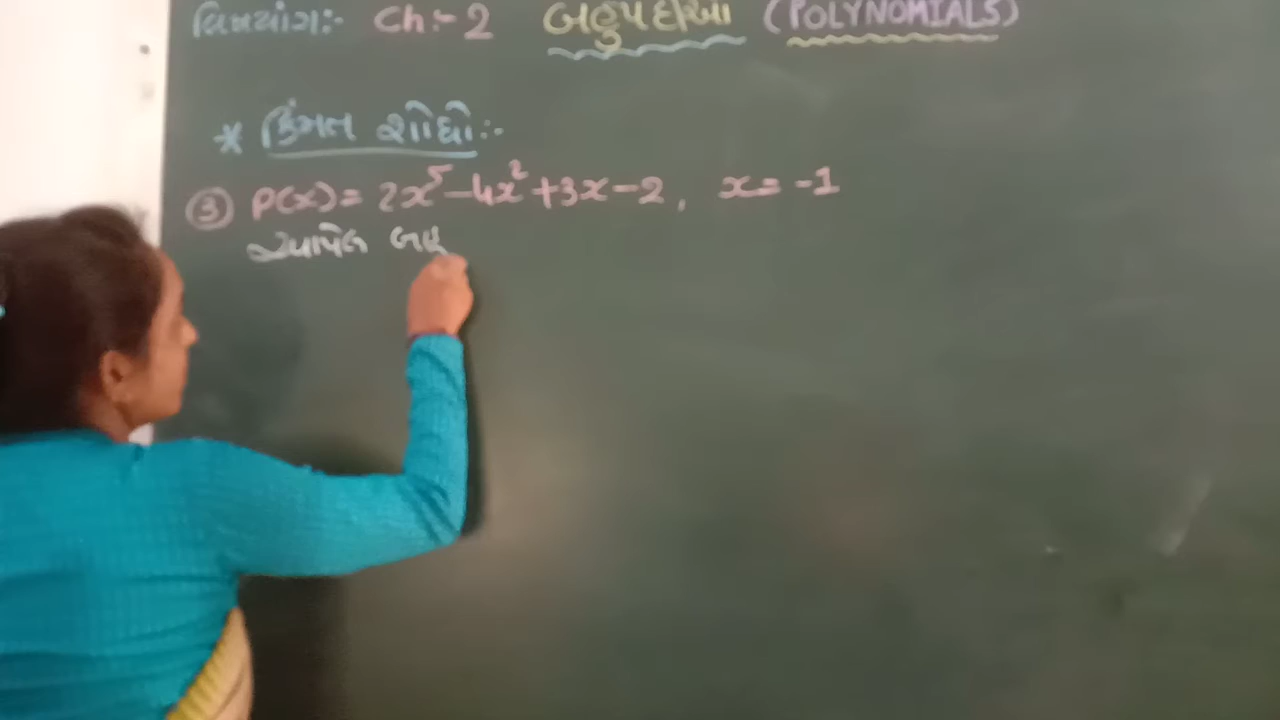 વિષયાંગ:- Ch:- 2 બહુપદીઓ (POLYNOMIALS)
* કિંમત શોધો:-
③ P(x) = 2x⁵ - 4x² + 3x - 2, x = -1
આપેલ બહુ